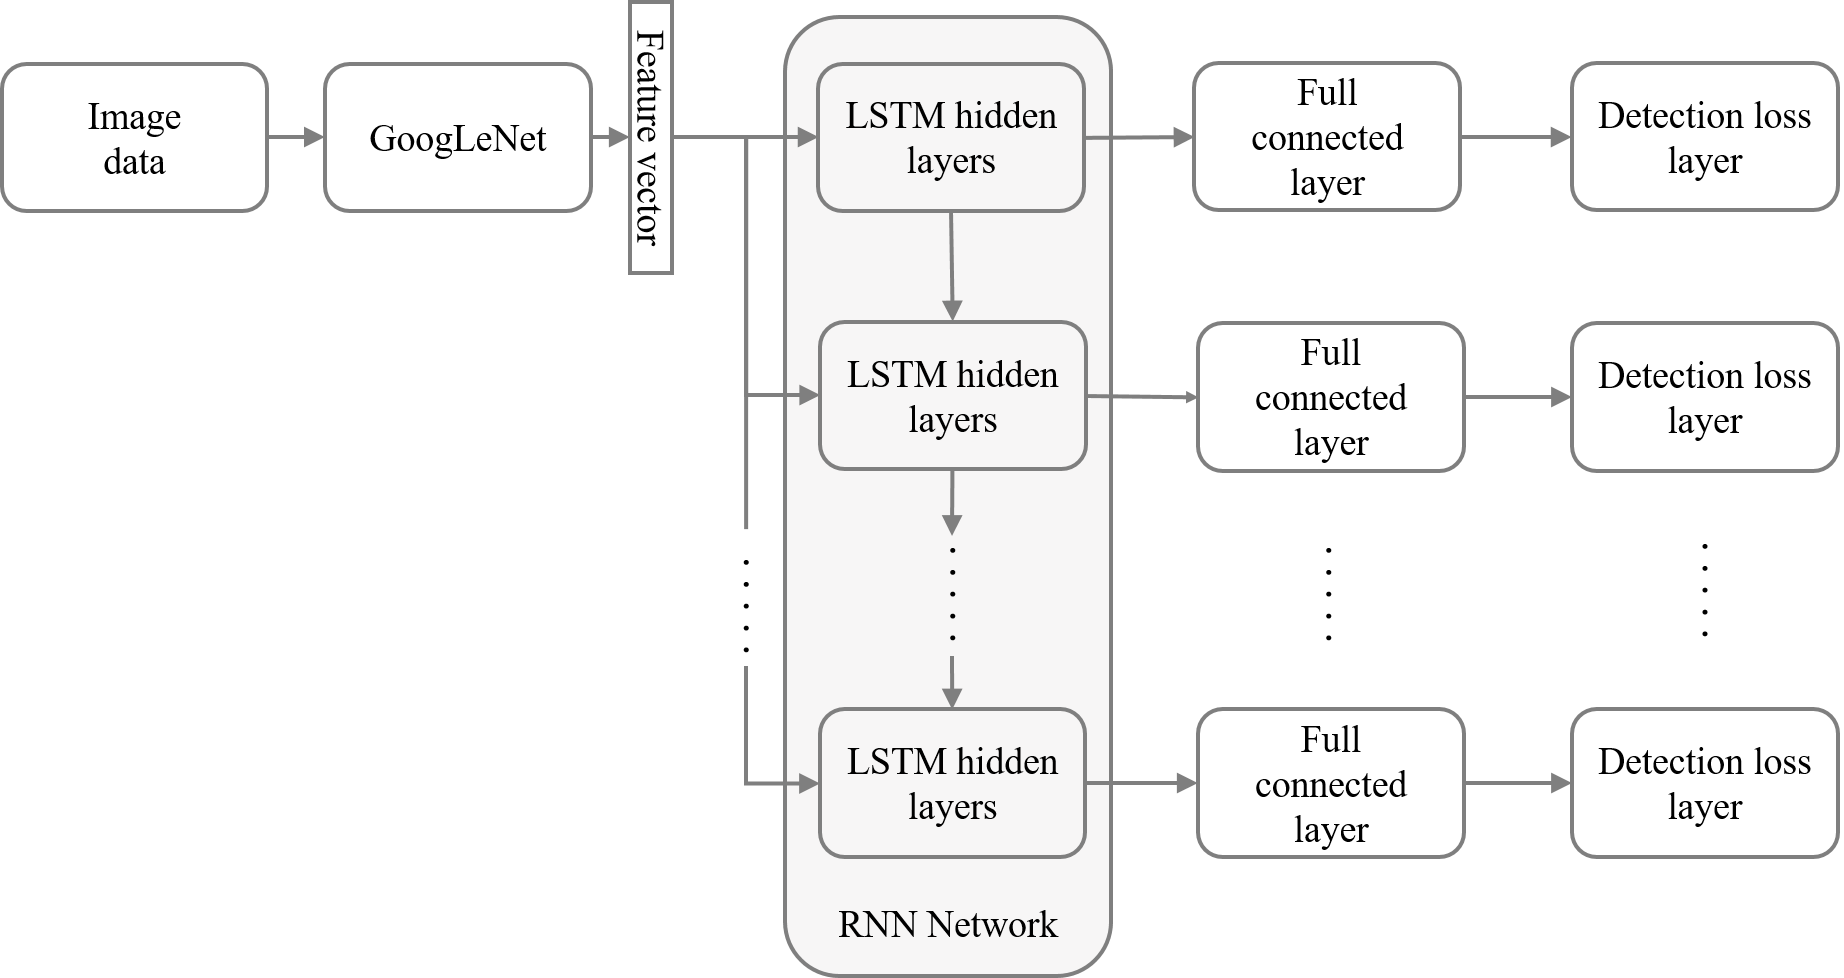 Image
data
GoogLeNet
Feature vector
LSTM hidden
layers
Full
connected
layer
Detection loss
layer
LSTM hidden
layers
Full
connected
layer
Detection loss
layer
LSTM hidden
layers
Full
connected
layer
Detection loss
layer
RNN Network